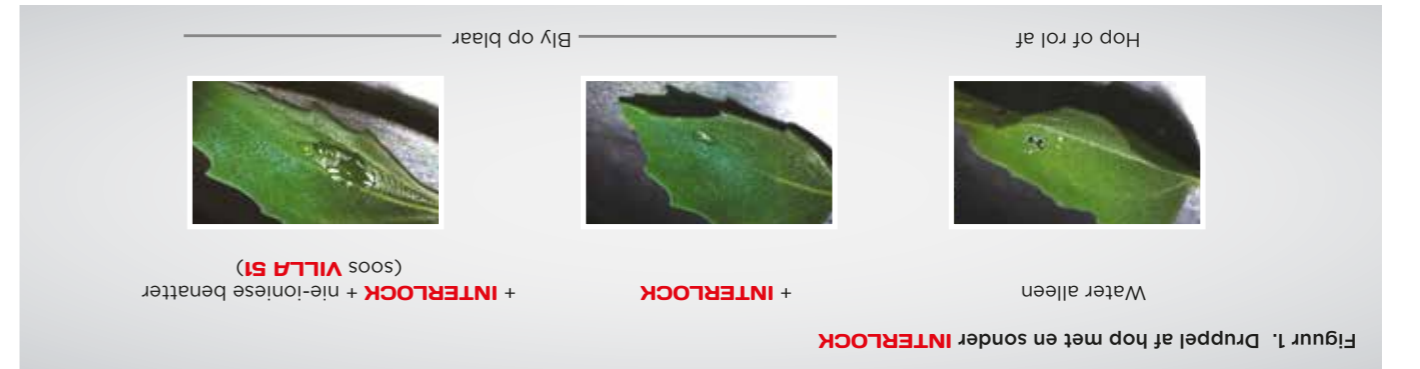 Figuur 1. Druppel af hop met en sonder INTERLOCK
Water alleen
+ INTERLOCK
+ INTERLOCK + nie-ioniese benatter
(soos VILLA 51)
Hop of rol af
Bly op blaar